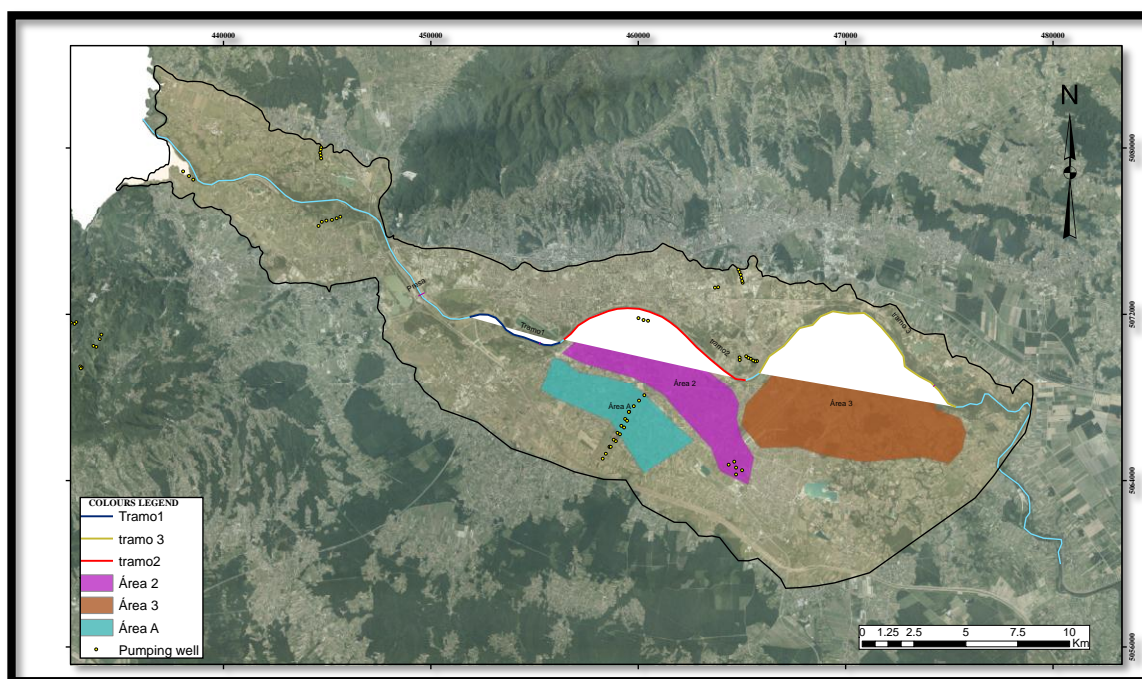 440000 450000 460000 470000 480000
N
5080000
5072000
5064000
5056000
Presa
Tramo1
tramo2
tramo 3
Área 2
Área A
Área 3
COLOURS LEGEND
Tramo1
tramo 3
tramo2
Área 2
Área 3
Área A
Pumping well
0 1.25 2.5 5 7.5 10
Km